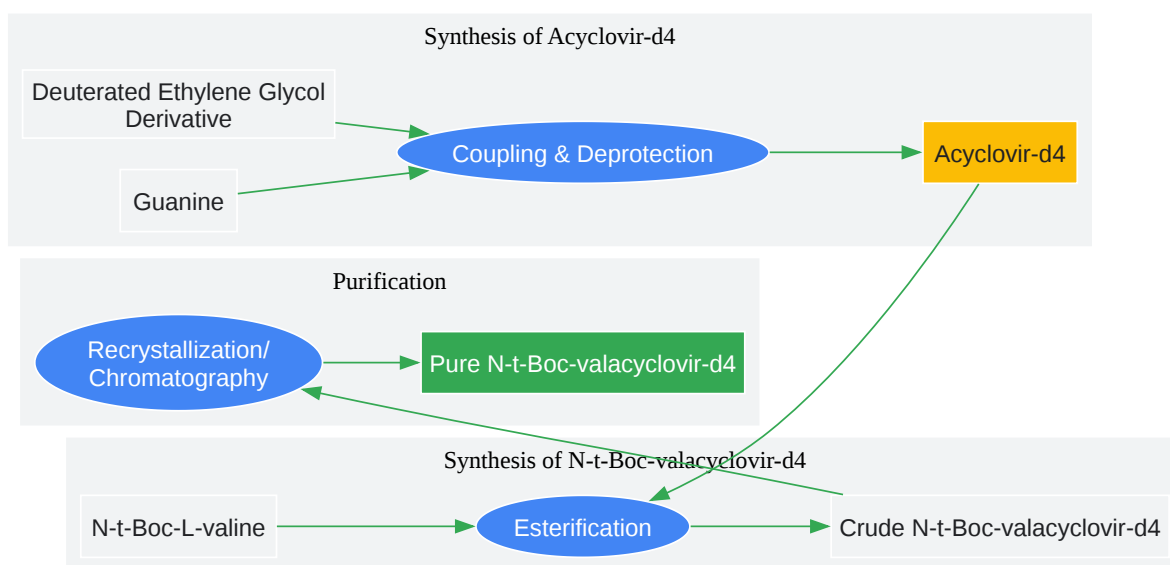 Synthesis of Acyclovir-d4
Deuterated Ethylene Glycol
Derivative
Coupling & Deprotection
Acyclovir-d4
Guanine
Purification
Recrystallization/
Chromatography
Pure N-t-Boc-valacyclovir-d4
Synthesis of N-t-Boc-valacyclovir-d4
N-t-Boc-L-valine
Esterification
Crude N-t-Boc-valacyclovir-d4